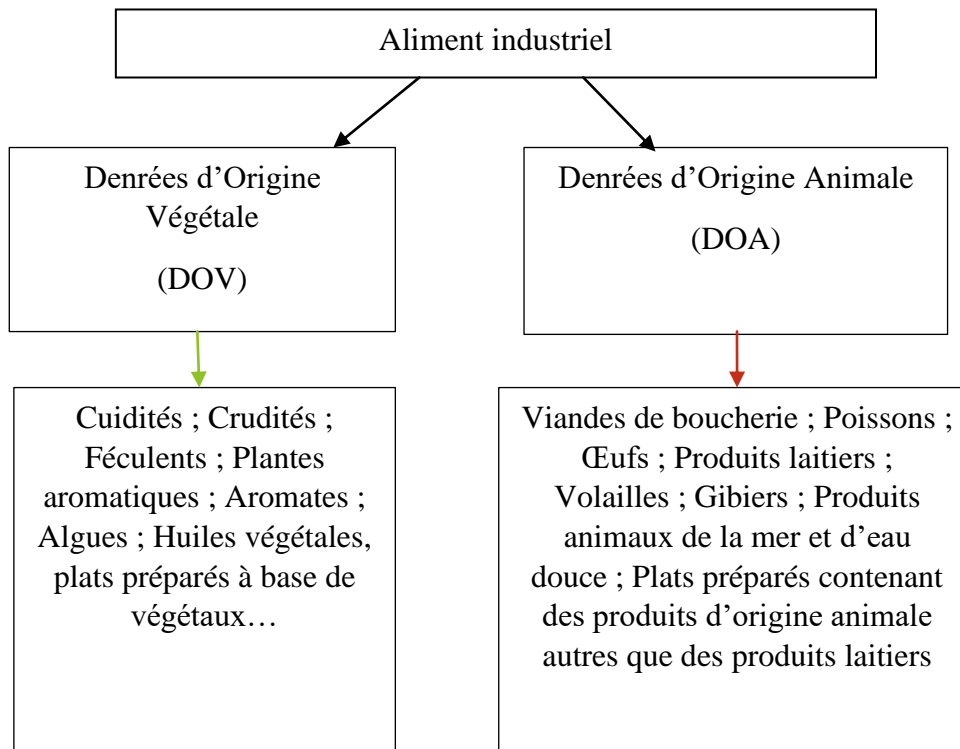 Aliment industriel
Denrées d’Origine
Végétale
(DOV)
Denrées d’Origine Animale
(DOA)
Cuidités ; Crudités ;
Féculents ; Plantes
aromatiques ; Aromates ;
Algues ; Huiles végétales,
plats préparés à base de
végétaux…
Viandes de boucherie ; Poissons ;
Œufs ; Produits laitiers ;
Volailles ; Gibiers ; Produits
animaux de la mer et d’eau
douce ; Plats préparés contenant
des produits d’origine animale
autres que des produits laitiers